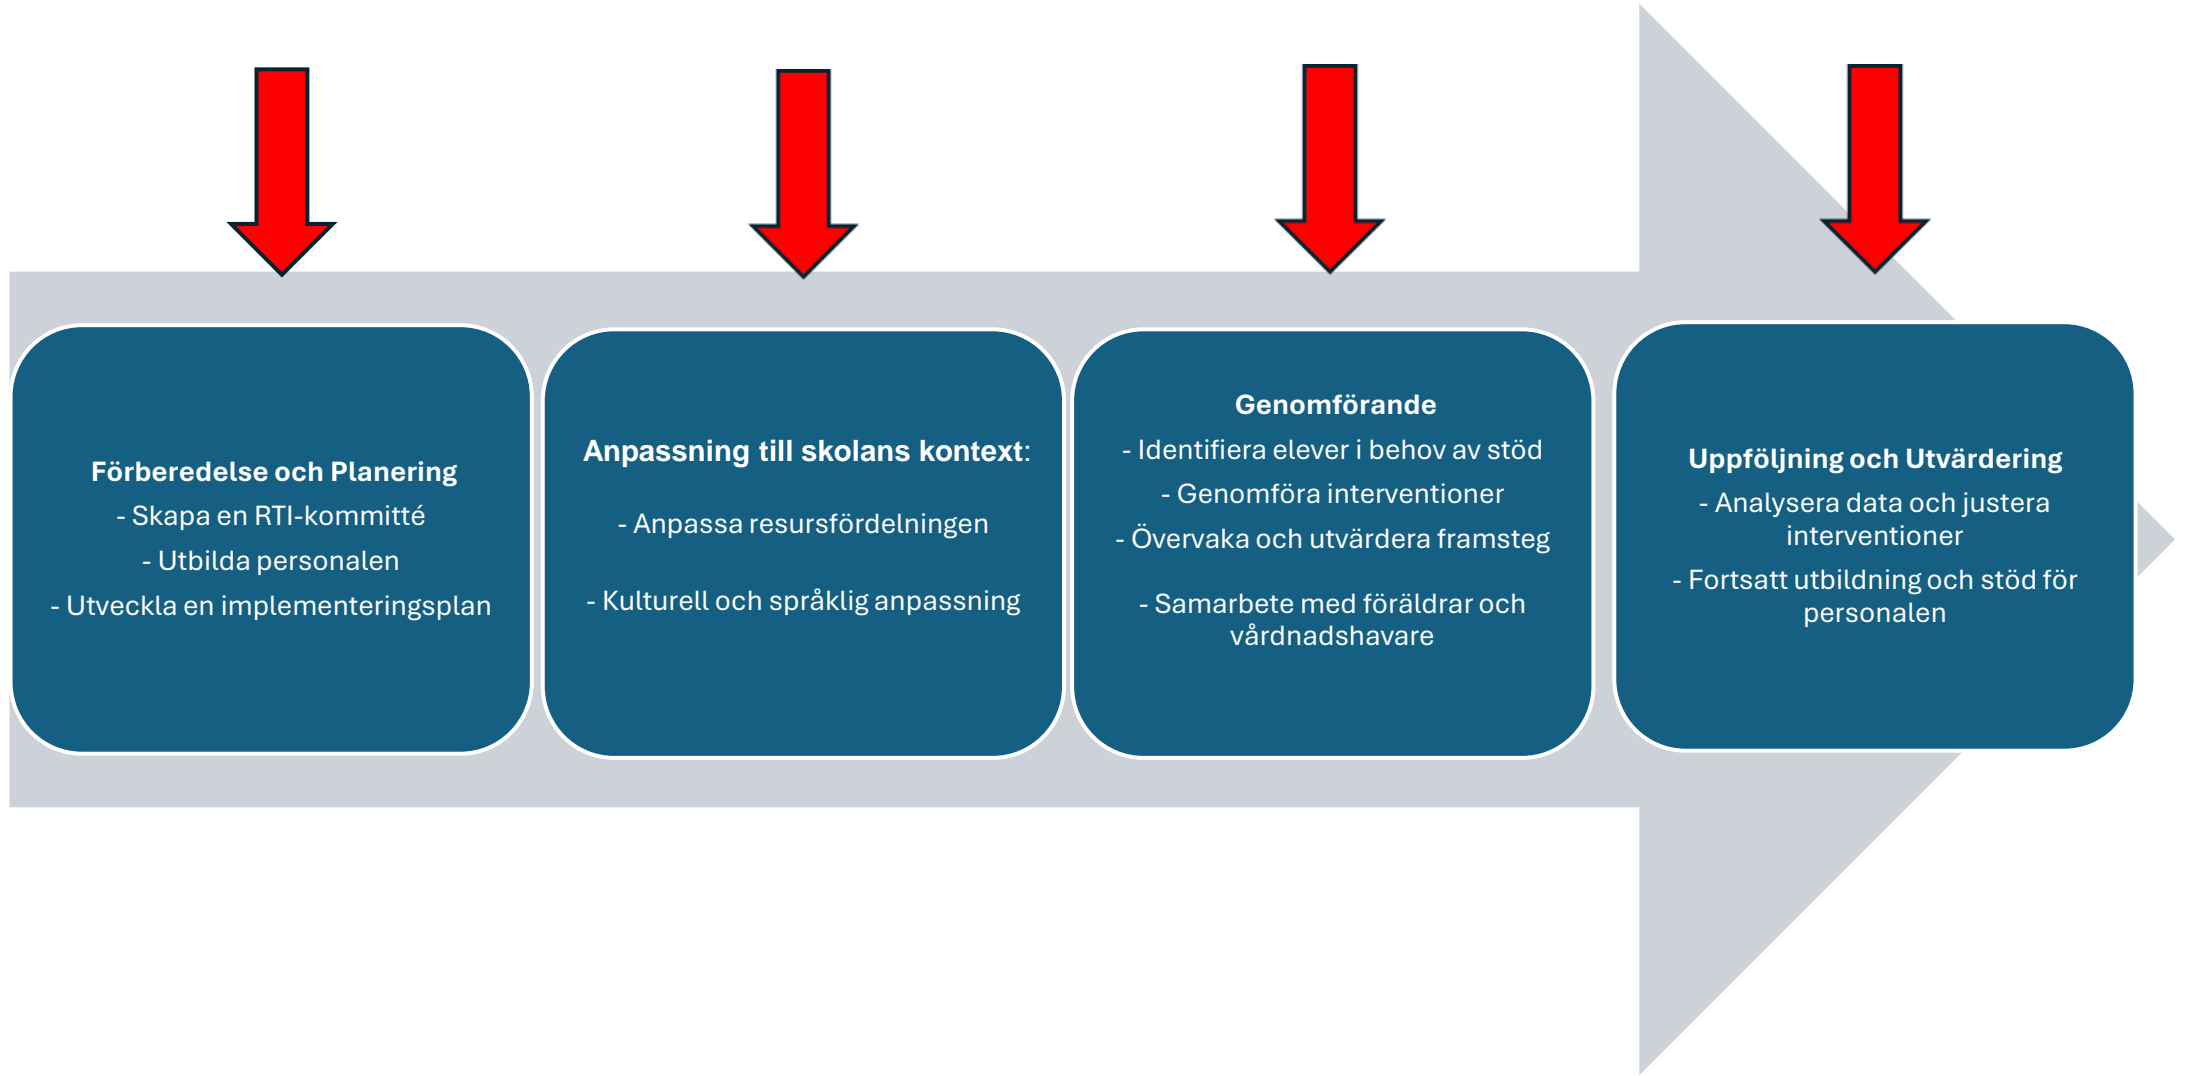 Förberedelse och Planering
- Skapa en RTI-kommitté
- Utbilda personalen
- Utveckla en implementeringsplan
Anpassning till skolans kontext:
- Anpassa resursfördelningen
- Kulturell och språklig anpassning
Genomförande
- Identifiera elever i behov av stöd
- Genomföra interventioner
- Övervaka och utvärdera framsteg
- Samarbete med föräldrar och
vårdnadshavare
Uppföljning och Utvärdering
- Analysera data och justera
interventioner
- Fortsatt utbildning och stöd för
personalen